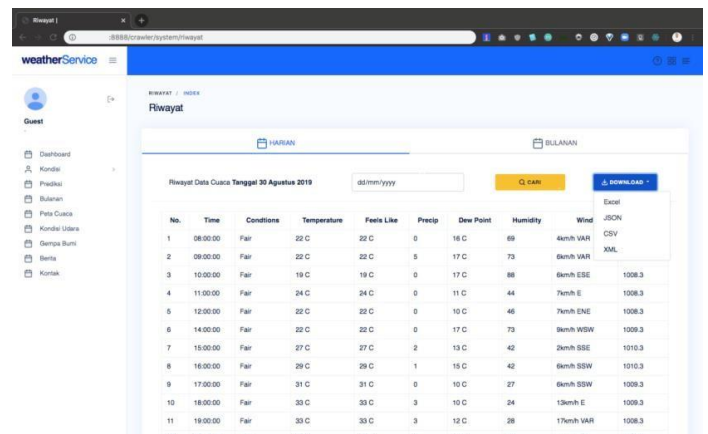 Riwayat |
:8888/crawler/system/riwayat
weatherService
Guest
Dashboard
Kondisi
Prediksi
Bulanan
Peta Cuaca
Kondisi Udara
Gempa Bumi
Berita
Kontak
RIWAYAT / INDEX
Riwayat
HARIAN BULANAN
Riwayat Data Cuaca Tanggal 30 Agustus 2019 dd/mm/yyyy CARI DOWNLOAD
Excel
JSON
CSV
XML
No. Time Condtions Temperature Feels Like Precip Dew Point Humidity Wind
1 08:00:00 Fair 22 C 22 C 0 16 C 69 4km/h VAR
2 09:00:00 Fair 22 C 22 C 5 17 C 73 6km/h VAR
3 10:00:00 Fair 19 C 19 C 0 17 C 88 6km/h ESE 1008.3
4 11:00:00 Fair 24 C 24 C 0 11 C 44 7km/h E 1008.3
5 12:00:00 Fair 22 C 22 C 0 10 C 46 7km/h ENE 1008.3
6 14:00:00 Fair 22 C 22 C 0 17 C 73 9km/h WSW 1009.3
7 15:00:00 Fair 27 C 27 C 2 13 C 42 2km/h SSE 1010.3
8 16:00:00 Fair 29 C 29 C 1 15 C 42 6km/h SSW 1010.3
9 17:00:00 Fair 31 C 31 C 0 10 C 27 6km/h SSW 1009.3
10 18:00:00 Fair 33 C 33 C 3 10 C 24 13km/h E 1009.3
11 19:00:00 Fair 33 C 33 C 3 12 C 28 17km/h VAR 1008.3